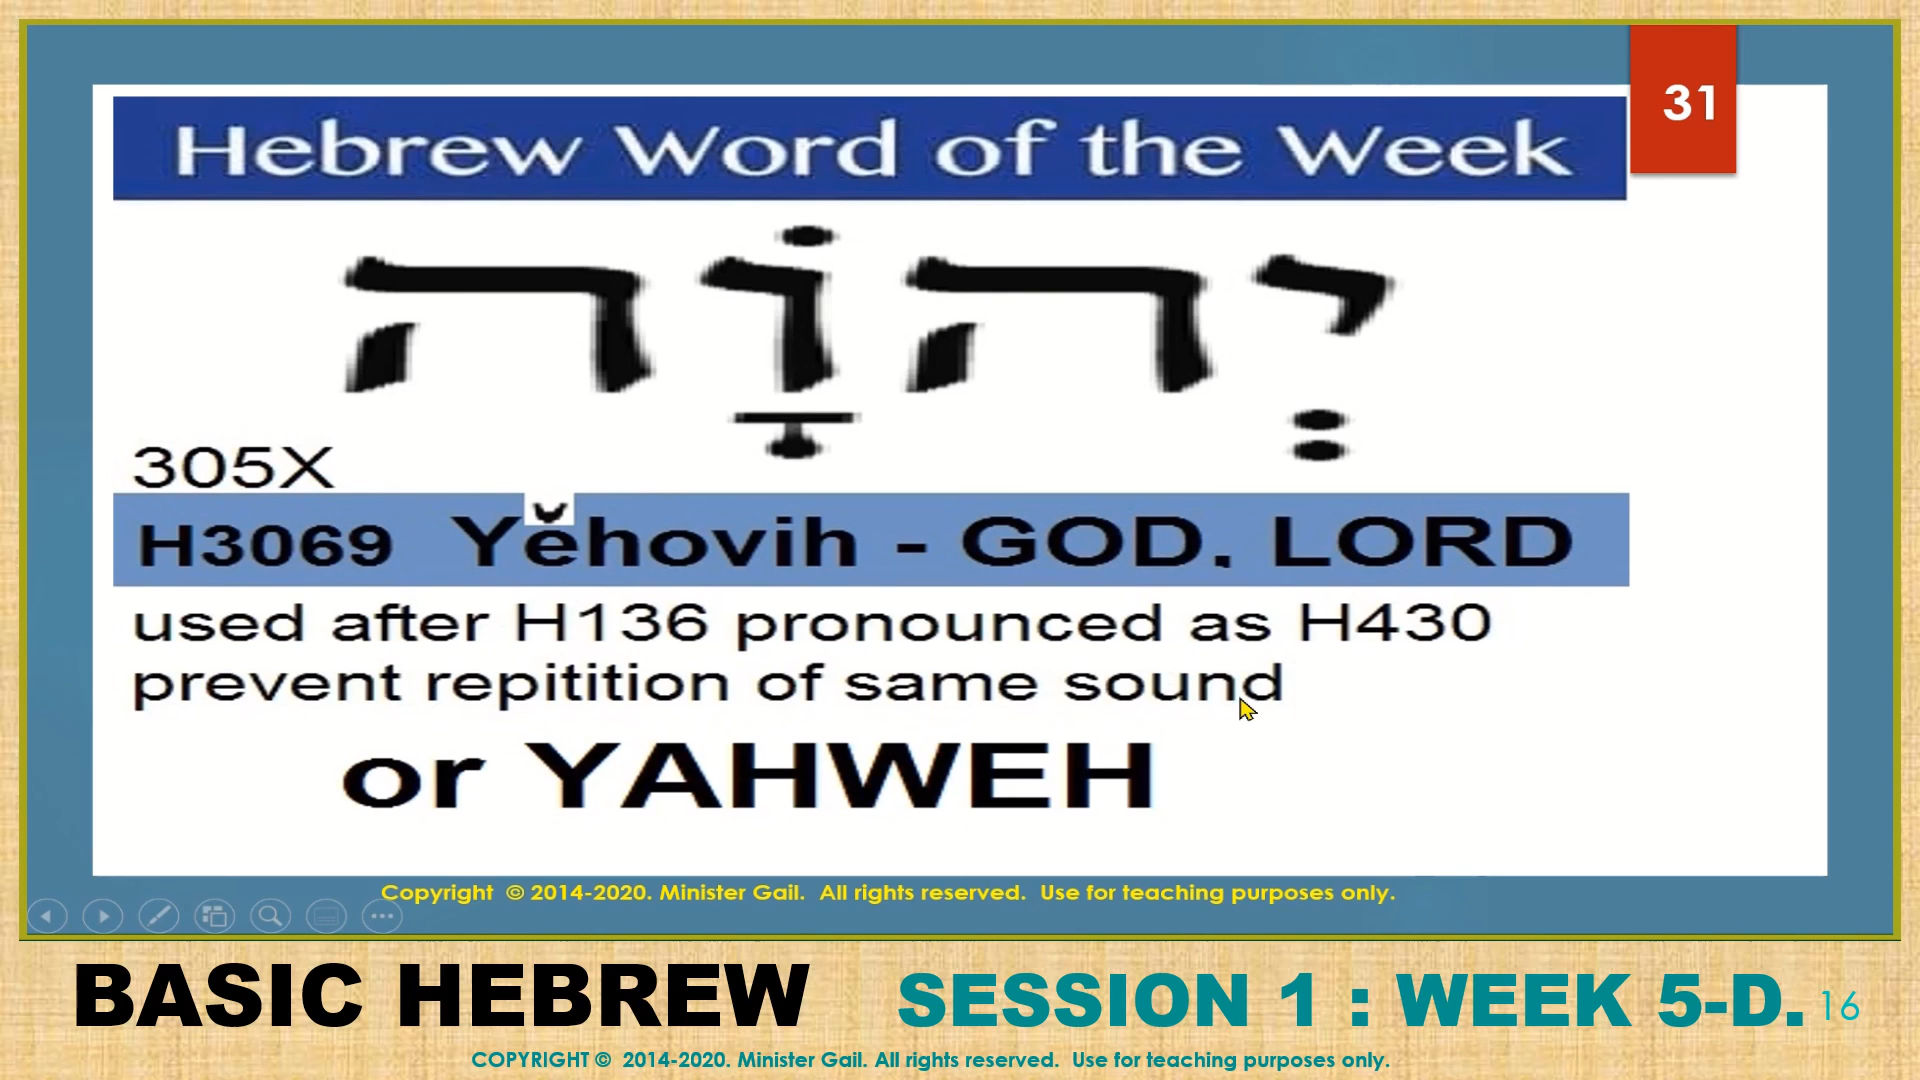 31
Hebrew Word of the Week
יְהוָֹה
305X
H3069 Yĕhovih - GOD. LORD
used after H136 pronounced as H430
prevent repitition of same sound
or YAHWEH
Copyright © 2014-2020. Minister Gail. All rights reserved. Use for teaching purposes only.
BASIC HEBREW SESSION 1 : WEEK 5-D. 16
COPYRIGHT © 2014-2020. Minister Gail. All rights reserved. Use for teaching purposes only.